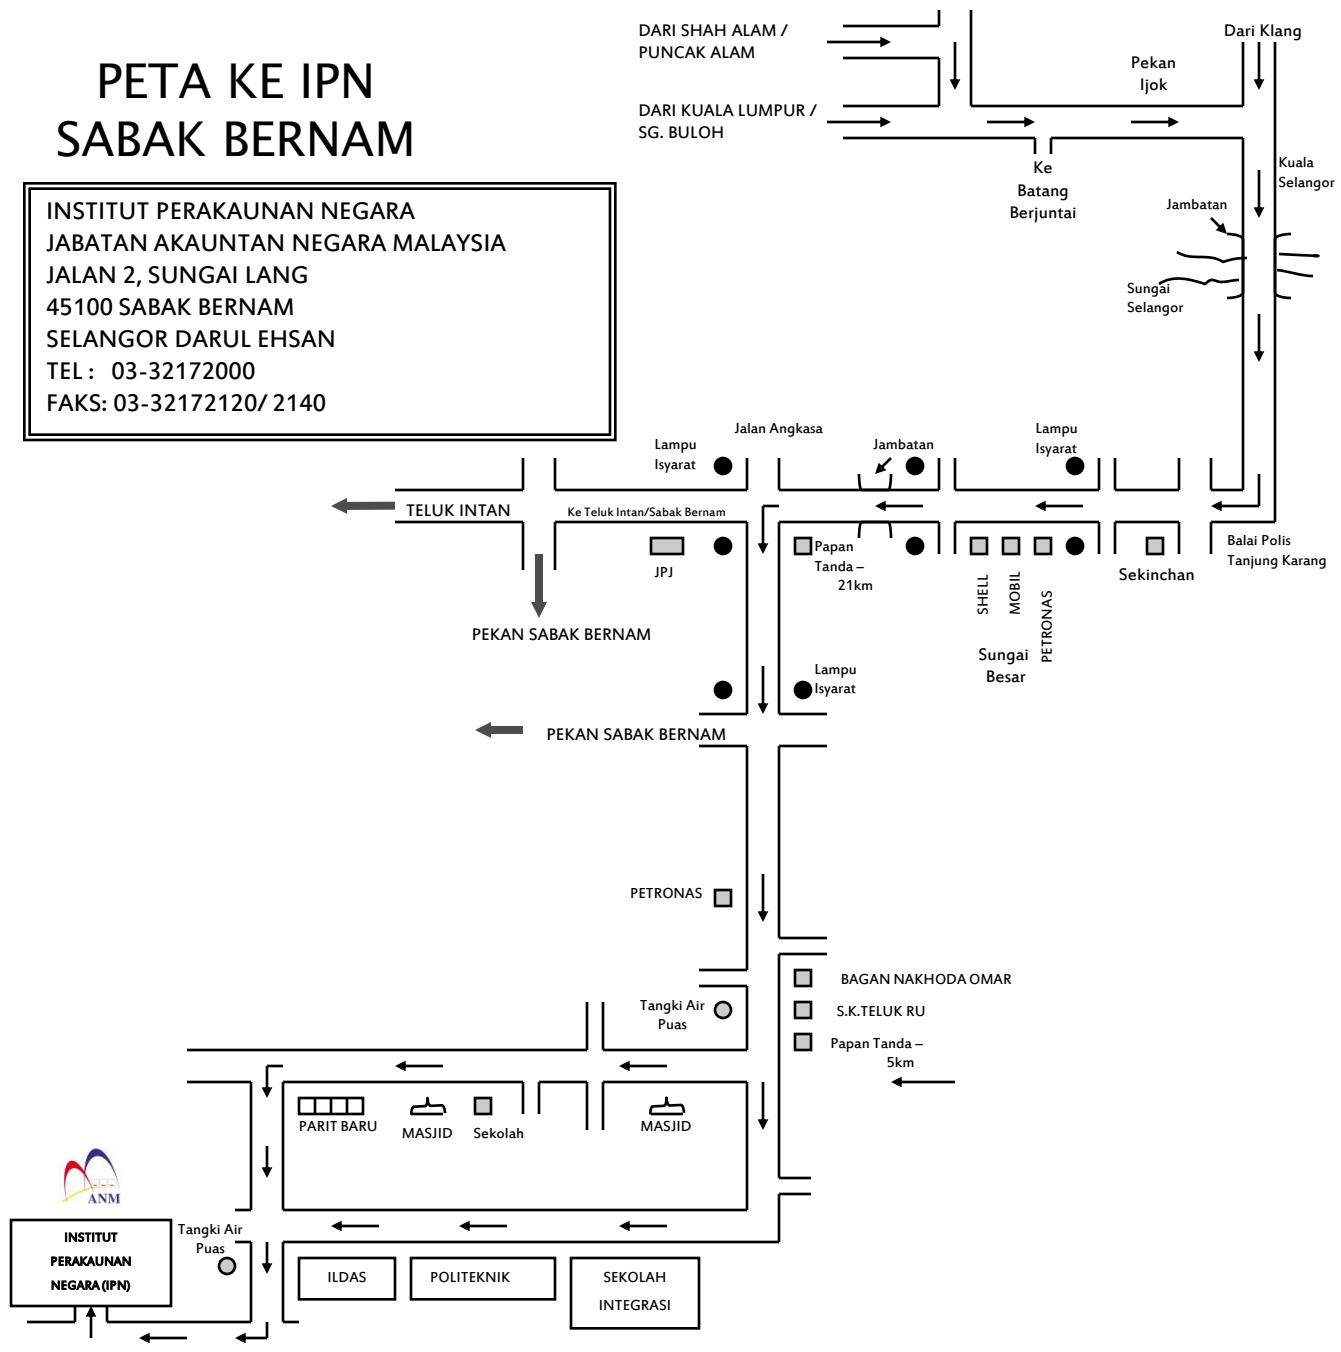 PETA KE IPN
SABAK BERNAM
INSTITUT PERAKAUNAN NEGARA
JABATAN AKAUNTAN NEGARA MALAYSIA
JALAN 2, SUNGAI LANG
45100 SABAK BERNAM
SELANGOR DARUL EHSAN
TEL :   03-32172000
FAKS: 03-32172120/ 2140
DARI SHAH ALAM /
PUNCAK ALAM
DARI KUALA LUMPUR /
SG. BULOH
Dari Klang
Pekan
Ijok
Ke
Batang
Berjuntai
Kuala
Selangor
Jambatan
Sungai
Selangor
Jalan Angkasa
Lampu
Isyarat
Jambatan
Lampu
Isyarat
TELUK INTAN
Ke Teluk Intan/Sabak Bernam
JPJ
Papan
Tanda –
21km
SHELL
MOBIL
PETRONAS
Sungai
Besar
Sekinchan
Balai Polis
Tanjung Karang
PEKAN SABAK BERNAM
Lampu
Isyarat
PEKAN SABAK BERNAM
PETRONAS
BAGAN NAKHODA OMAR
S.K.TELUK RU
Papan Tanda –
5km
Tangki Air
Puas
PARIT BARU
MASJID
Sekolah
MASJID
ANM
INSTITUT
PERAKAUNAN
NEGARA (IPN)
Tangki Air
Puas
ILDAS
POLITEKNIK
SEKOLAH
INTEGRASI